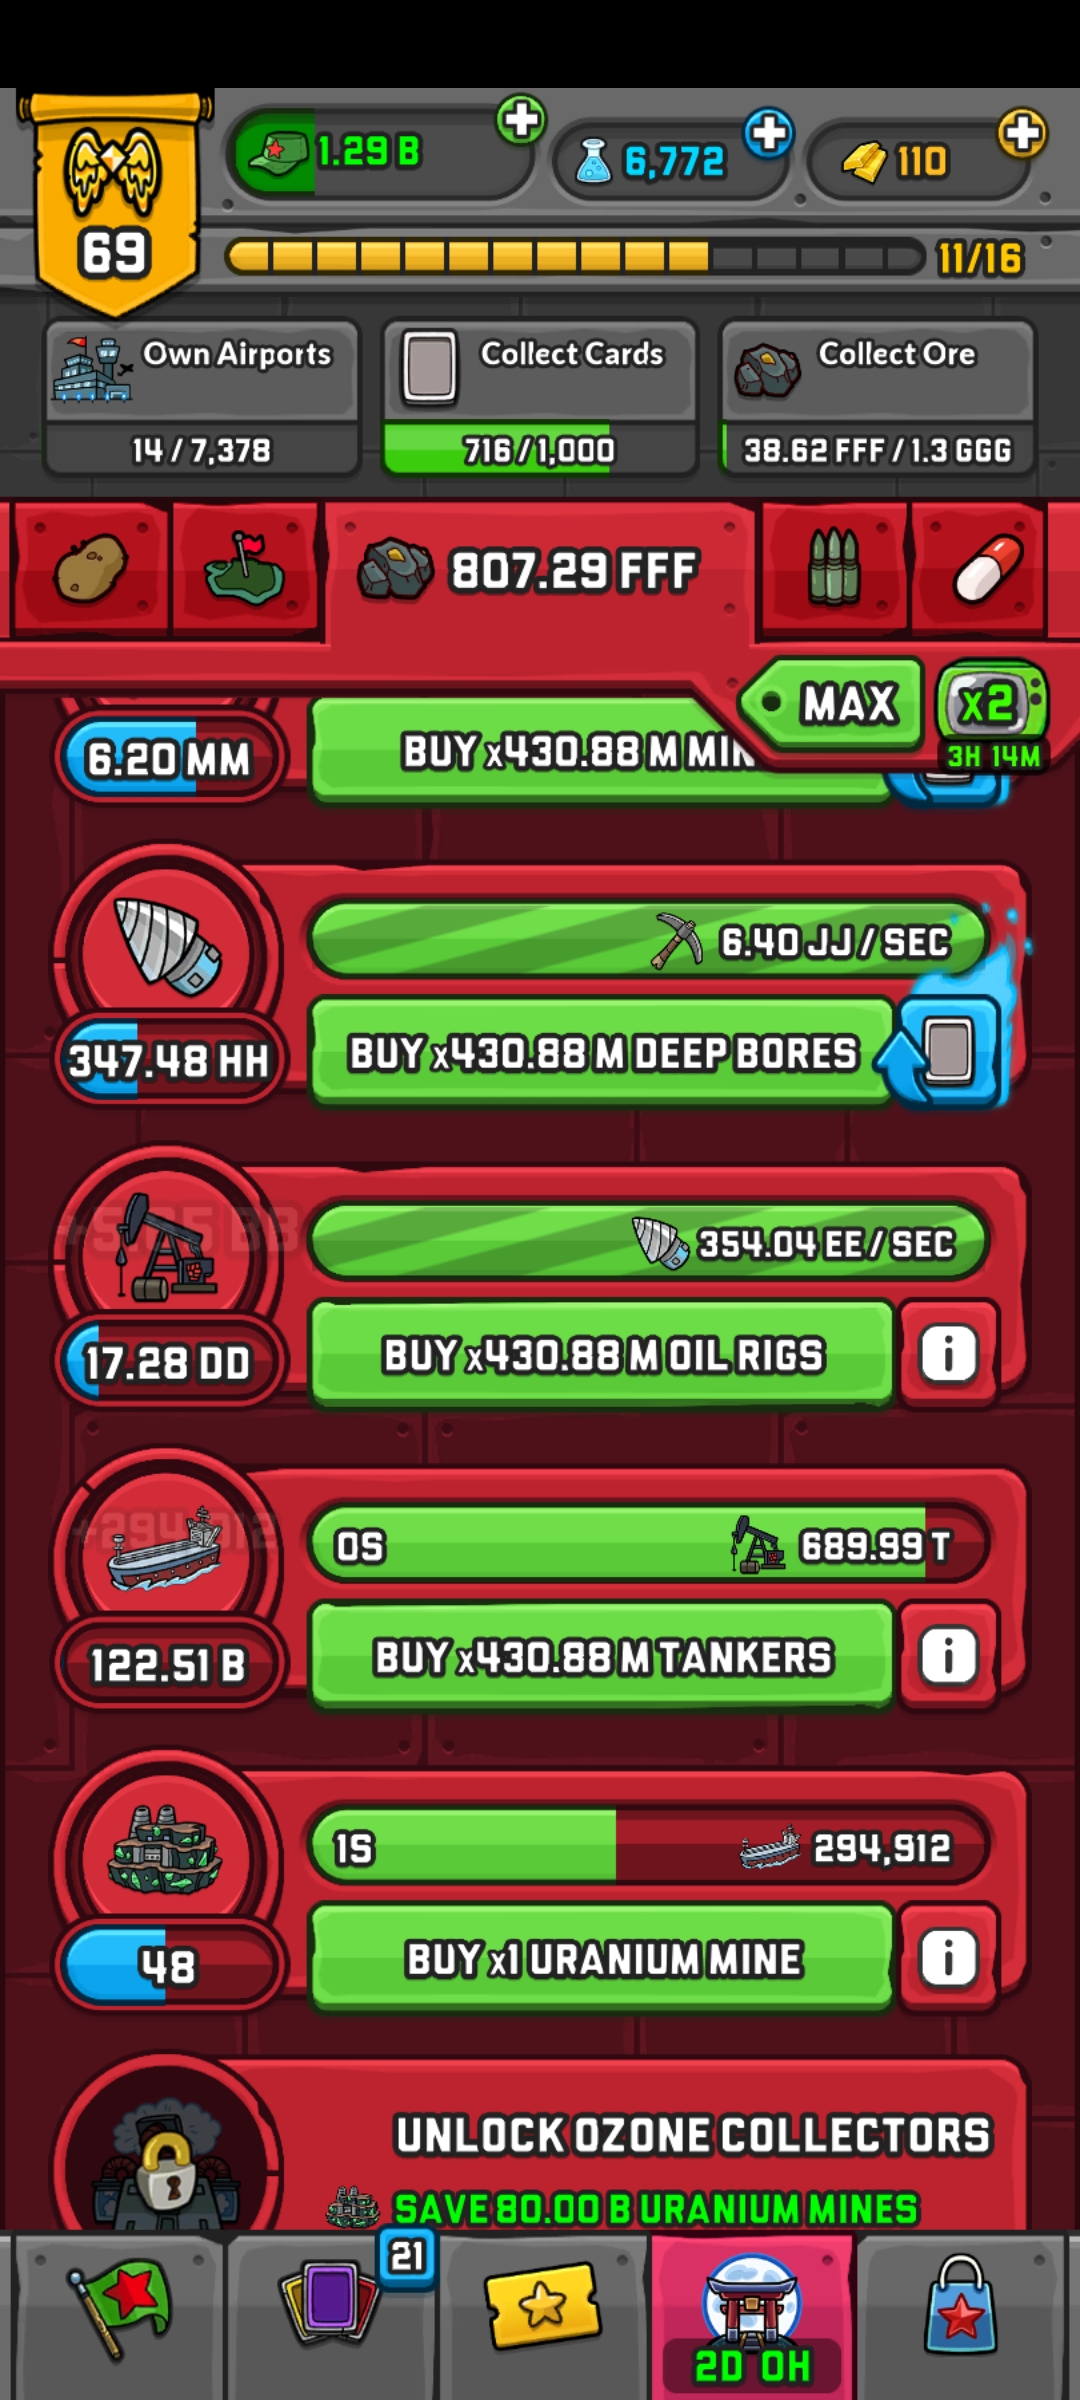 1.29 B
6,772
110
69
11/16
Own Airports
Collect Cards
Collect Ore
14 / 7,378
716 / 1,000
38.62 FFF / 1.3 GGG
807.29 FFF
MAX
x2
3H 14M
6.20 MM
BUY x430.88 M MIN
6.40 JJ / SEC
347.48 HH
BUY x430.88 M DEEP BORES
354.04 EE / SEC
17.28 DD
BUY x430.88 M OIL RIGS
+294,912
0S
689.99 T
122.51 B
BUY x430.88 M TANKERS
1S
294,912
48
BUY x1 URANIUM MINE
UNLOCK OZONE COLLECTORS
SAVE 80.00 B URANIUM MINES
21
2D 0H